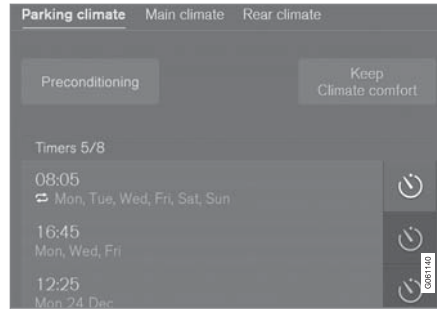 Parking climate Main climate Rear climate
Preconditioning
Keep
Climate comfort
Timers 5/8
08:05
Mon, Tue, Wed, Fri, Sat, Sun
16:45
Mon, Wed, Fri
12:25
Mon 24 Dec
G061140